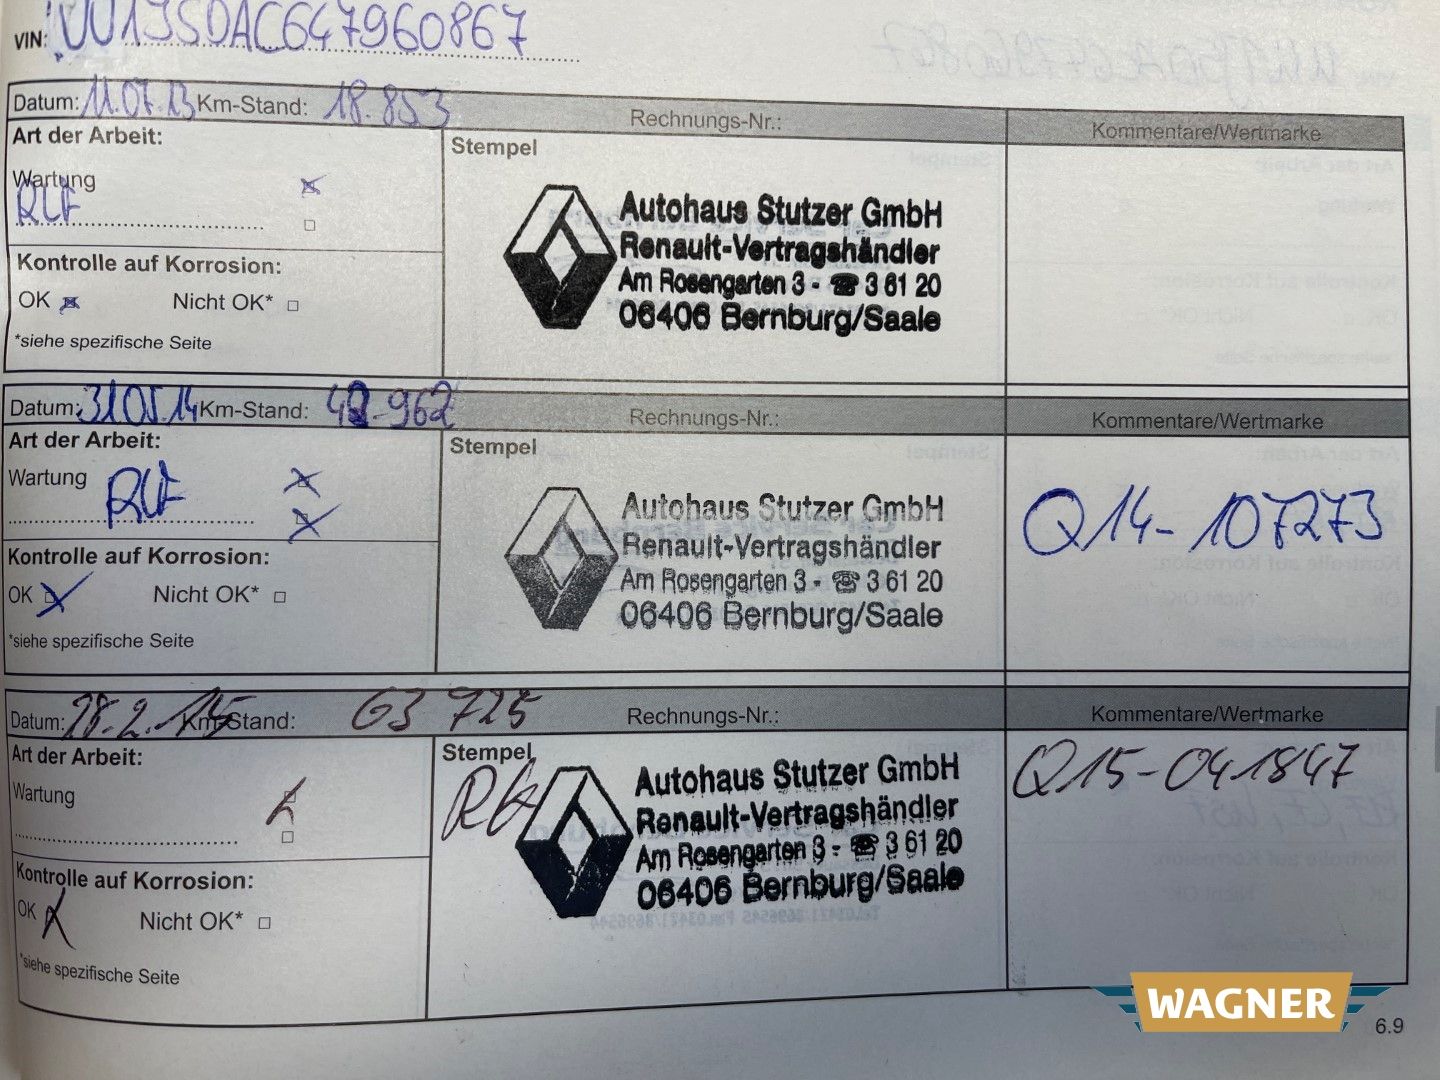 VIN: UU1JSDAC647960867
Datum: 11.07.13 Km-Stand: 18.853 Rechnungs-Nr.: Kommentare/Wertmarke
Art der Arbeit: Stempel
Wartung
RLF
Kontrolle auf Korrosion:
OK Nicht OK*
*siehe spezifische Seite
Autohaus Stutzer GmbH
Renault-Vertragshändler
Am Rosengarten 3 - ☎ 3 61 20
06406 Bernburg/Saale
Datum: 31.05.14 Km-Stand: 42.962 Rechnungs-Nr.: Kommentare/Wertmarke
Art der Arbeit: Stempel
Wartung RLF
Kontrolle auf Korrosion:
OK Nicht OK*
*siehe spezifische Seite
Autohaus Stutzer GmbH
Renault-Vertragshändler
Am Rosengarten 3 - ☎ 3 61 20
06406 Bernburg/Saale
Q14-107273
Datum: 28.2.15 Km-Stand: 63 725 Rechnungs-Nr.: Kommentare/Wertmarke
Art der Arbeit: Stempel
Wartung
Kontrolle auf Korrosion:
OK Nicht OK*
*siehe spezifische Seite
Autohaus Stutzer GmbH
Renault-Vertragshändler
Am Rosengarten 3 - ☎ 3 61 20
06406 Bernburg/Saale
Q15-041847
WAGNER
6.9